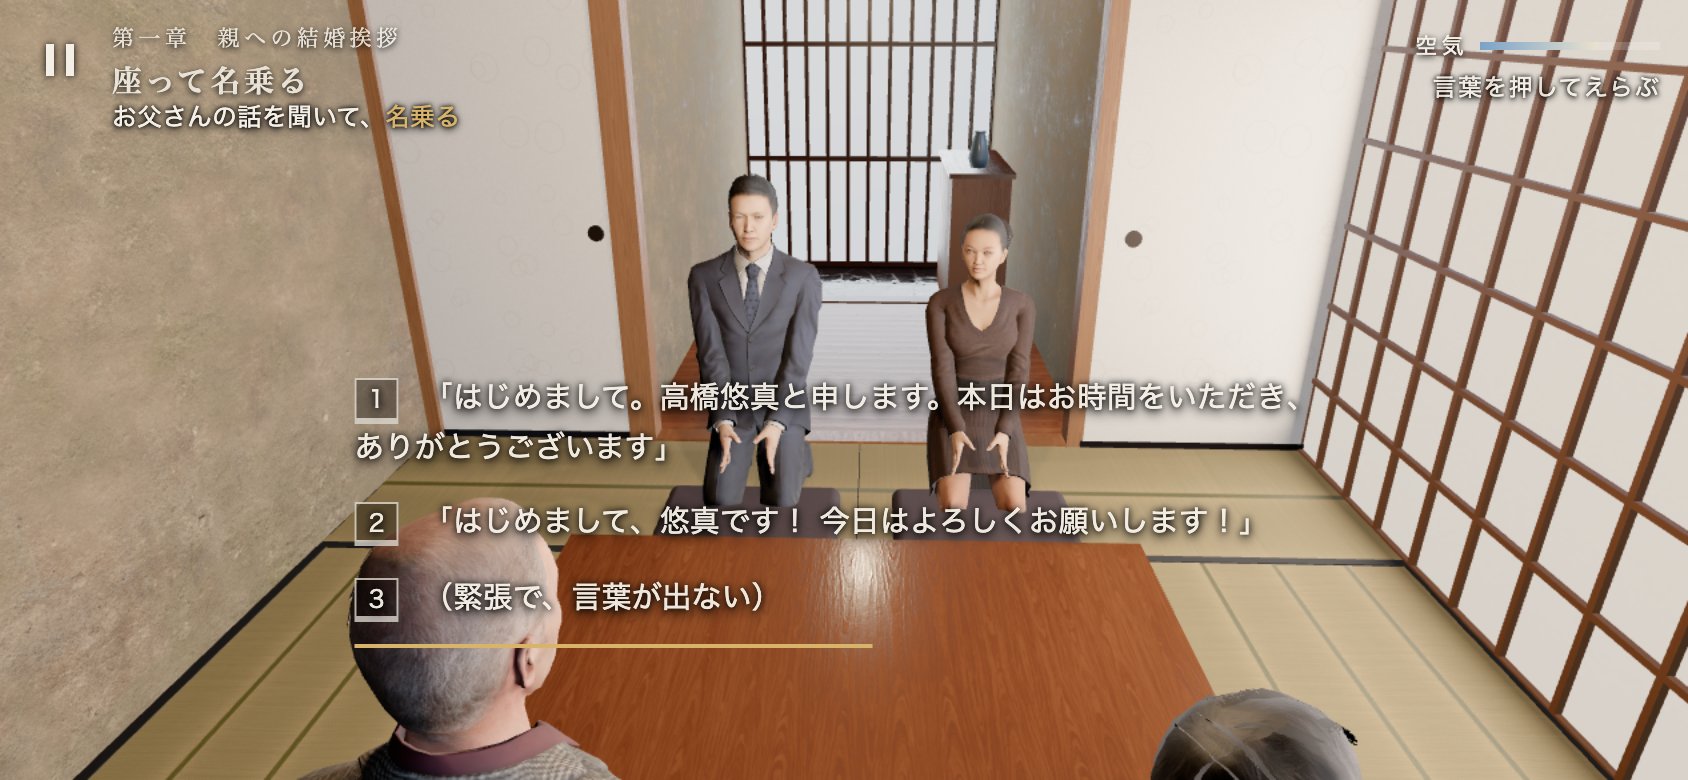 第一章　親への結婚挨拶
座って名乗る
お父さんの話を聞いて、名乗る
空気
言葉を押してえらぶ
1 「はじめまして。高橋悠真と申します。本日はお時間をいただき、
ありがとうございます」
2 「はじめまして、悠真です！ 今日はよろしくお願いします！」
3 （緊張で、言葉が出ない）